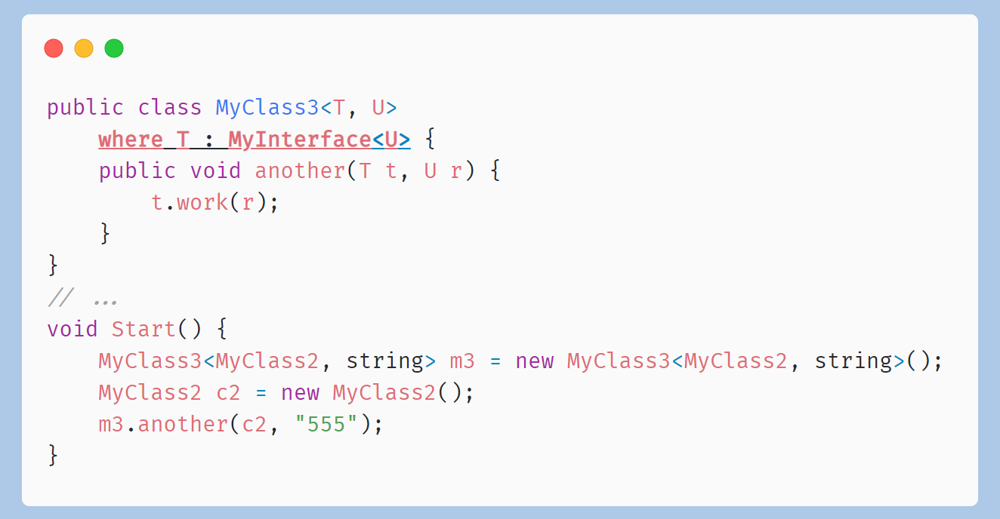 public class MyClass3<T, U>
    where T : MyInterface<U> {
    public void another(T t, U r) {
        t.work(r);
    }
}
// ...
void Start() {
    MyClass3<MyClass2, string> m3 = new MyClass3<MyClass2, string>();
    MyClass2 c2 = new MyClass2();
    m3.another(c2, "555");
}